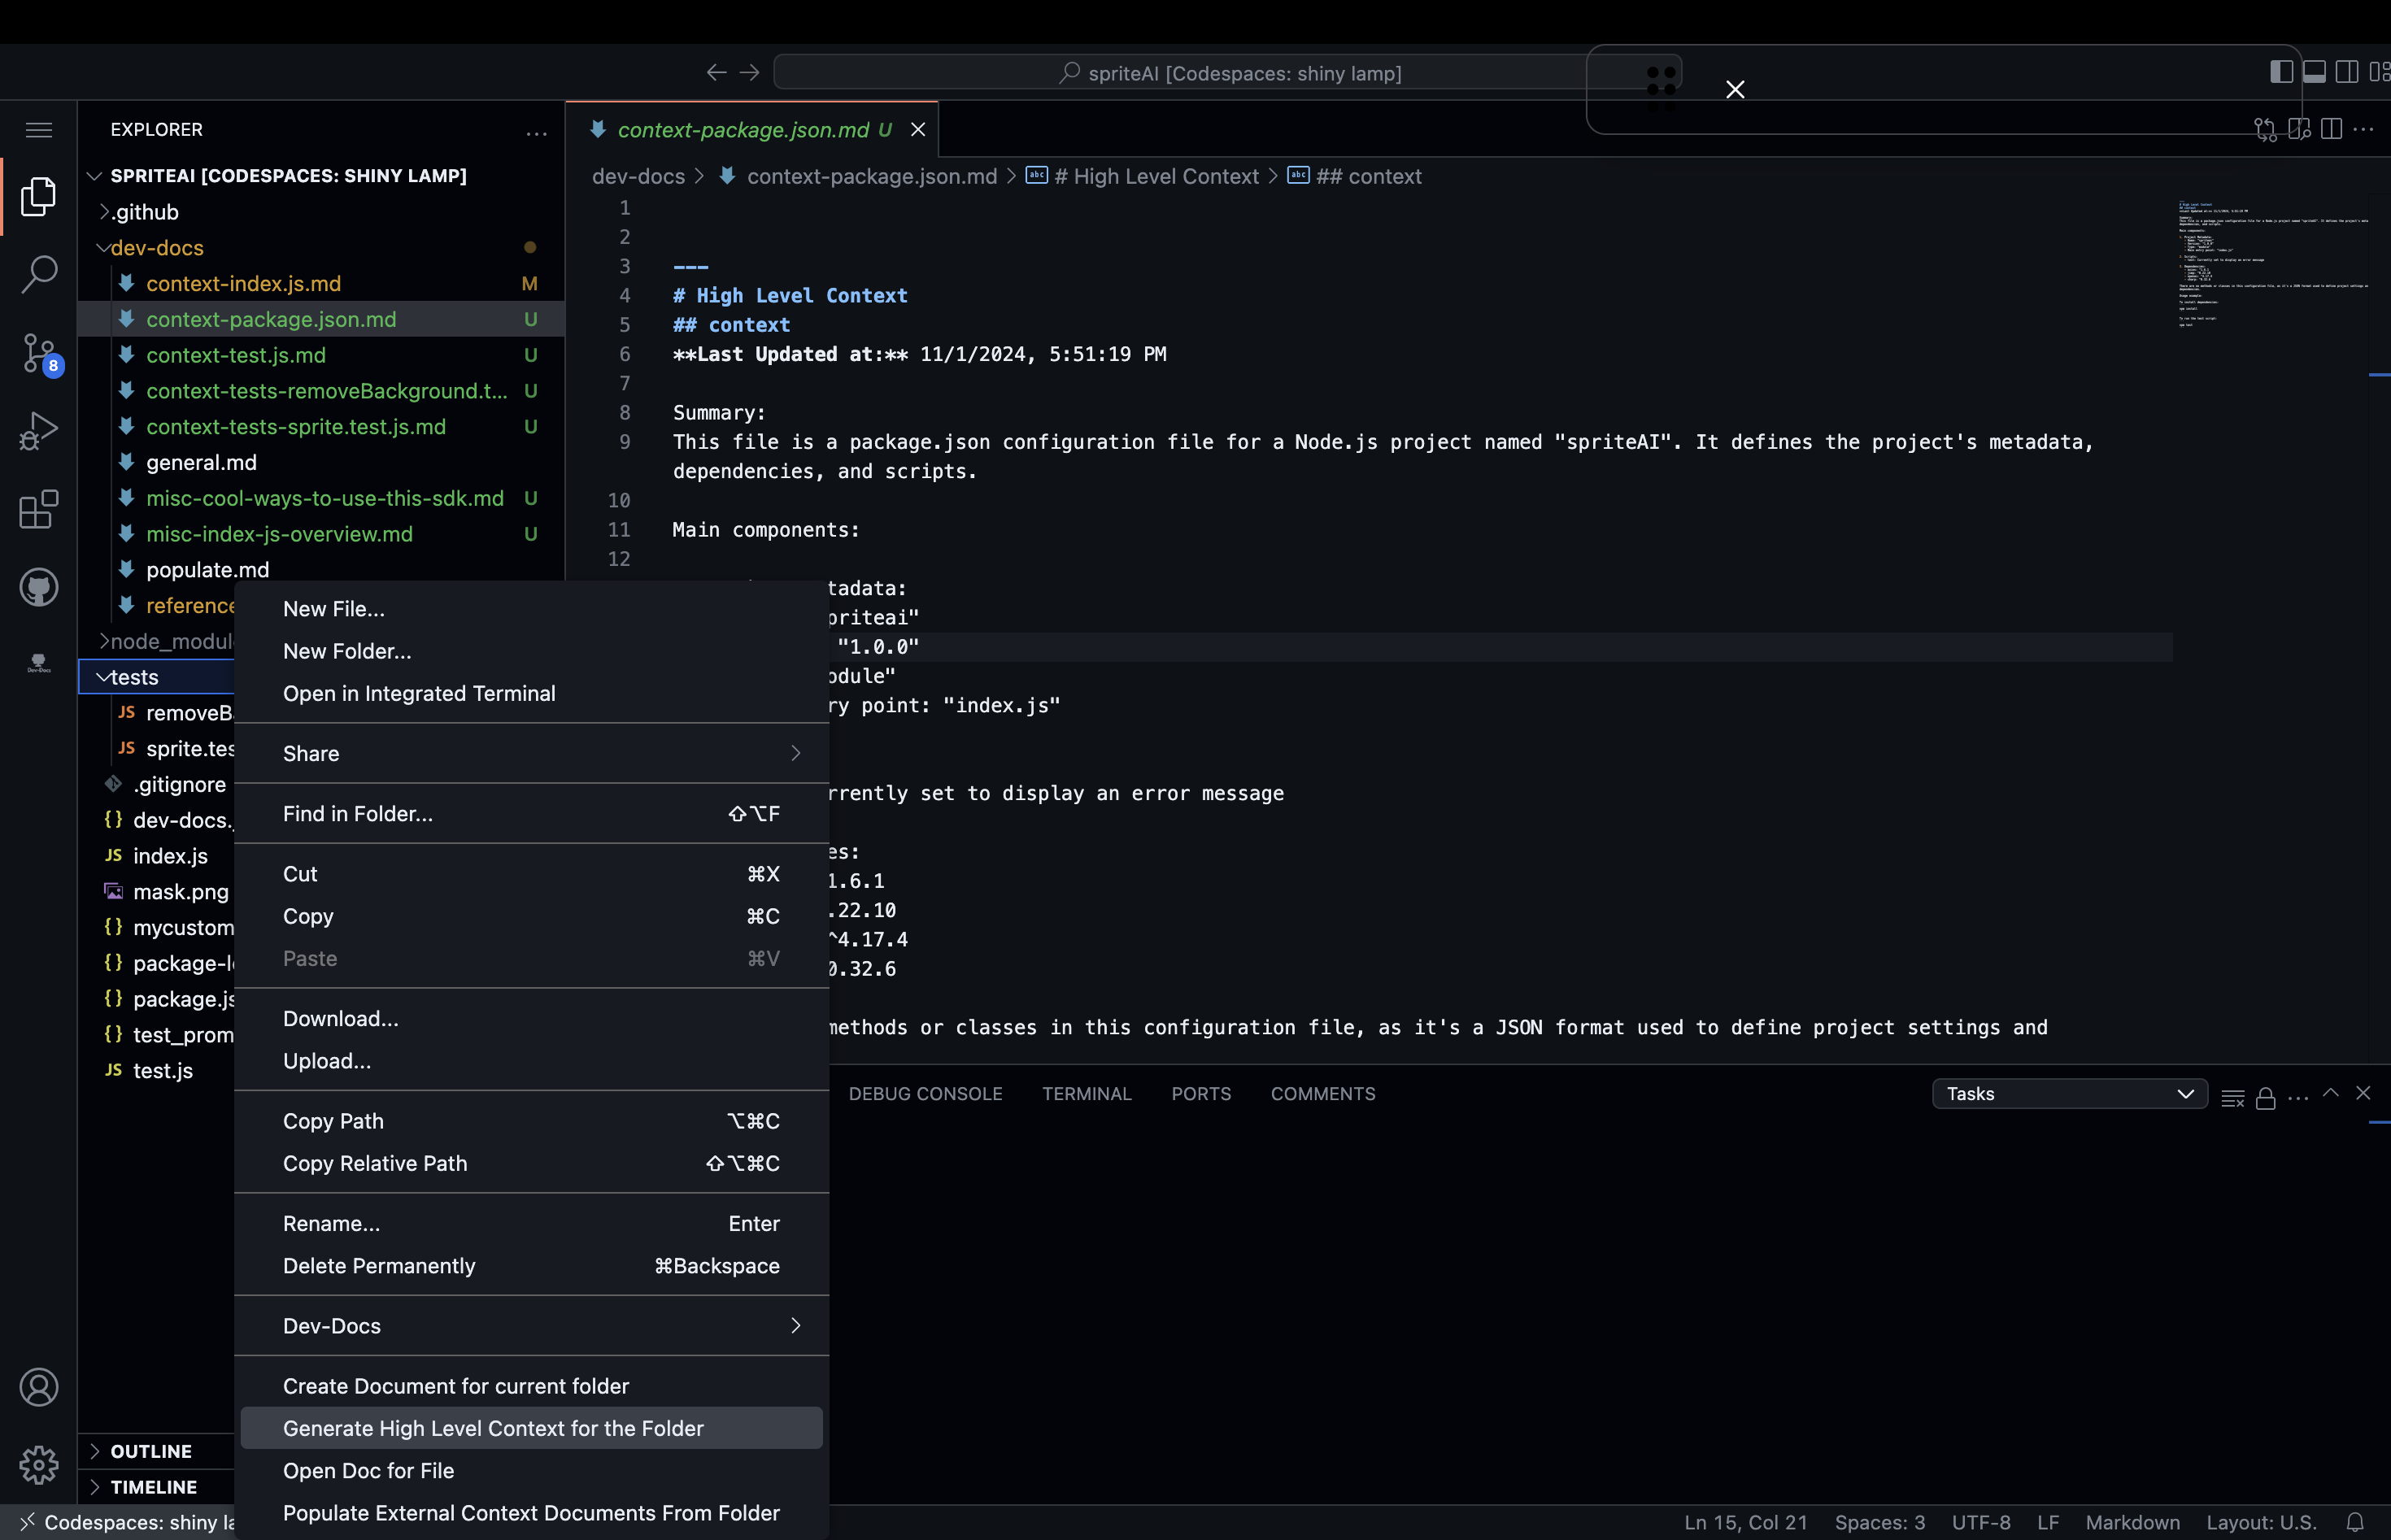 spriteAI [Codespaces: shiny lamp]
EXPLORER
SPRITEAI [CODESPACES: SHINY LAMP]
.github
dev-docs
context-index.js.md M
context-package.json.md U
context-test.js.md U
context-tests-removeBackground.t... U
context-tests-sprite.test.js.md U
general.md
misc-cool-ways-to-use-this-sdk.md U
misc-index-js-overview.md U
populate.md
reference
node_modul
tests
removeB
sprite.tes
.gitignore
dev-docs.
index.js
mask.png
mycustom
package-l
package.js
test_prom
test.js
OUTLINE
TIMELINE
8
Dev-Docs
context-package.json.md U
dev-docs > context-package.json.md > # High Level Context > ## context
1
2
3 ---
4 # High Level Context
5 ## context
6 **Last Updated at:** 11/1/2024, 5:51:19 PM
7
8 Summary:
9 This file is a package.json configuration file for a Node.js project named "spriteAI". It defines the project's metadata,
dependencies, and scripts.
10
11 Main components:
12
tadata:
priteai"
"1.0.0"
odule"
ry point: "index.js"
rrently set to display an error message
es:
1.6.1
.22.10
^4.17.4
0.32.6
methods or classes in this configuration file, as it's a JSON format used to define project settings and
New File...
New Folder...
Open in Integrated Terminal
Share
Find in Folder... ⇧⌥F
Cut ⌘X
Copy ⌘C
Paste ⌘V
Download...
Upload...
Copy Path ⌥⌘C
Copy Relative Path ⇧⌥⌘C
Rename... Enter
Delete Permanently ⌘Backspace
Dev-Docs
Create Document for current folder
Generate High Level Context for the Folder
Open Doc for File
Populate External Context Documents From Folder
DEBUG CONSOLE TERMINAL PORTS COMMENTS
Tasks
Codespaces: shiny la
Ln 15, Col 21 Spaces: 3 UTF-8 LF Markdown Layout: U.S.